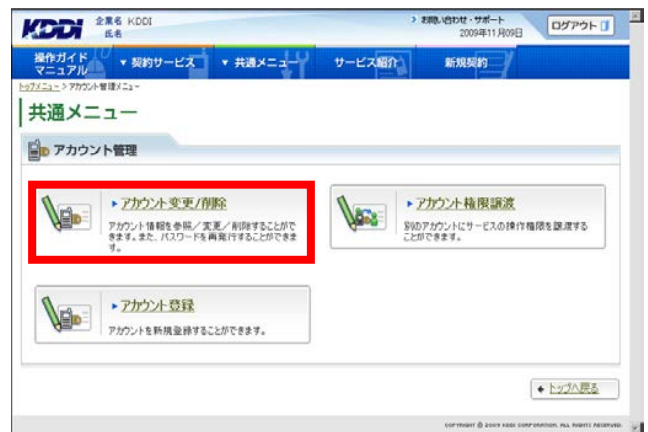 KDDI
企業名 KDDI
氏名
お問い合わせ・サポート
2009年11月09日
ログアウト
操作ガイド
マニュアル
▼ 契約サービス
▼ 共通メニュー
サービス紹介
新規契約
トップメニュー > アカウント管理メニュー
共通メニュー
アカウント管理
アカウント変更/削除
アカウント情報を参照/変更/削除することがで
きます。また、パスワードを再発行することができま
す。
アカウント権限譲渡
別のアカウントにサービスの操作権限を譲渡する
ことができます。
アカウント登録
アカウントを新規登録することができます。
トップへ戻る
COPYRIGHT © 2009 KDDI CORPORATION. ALL RIGHTS RESERVED.